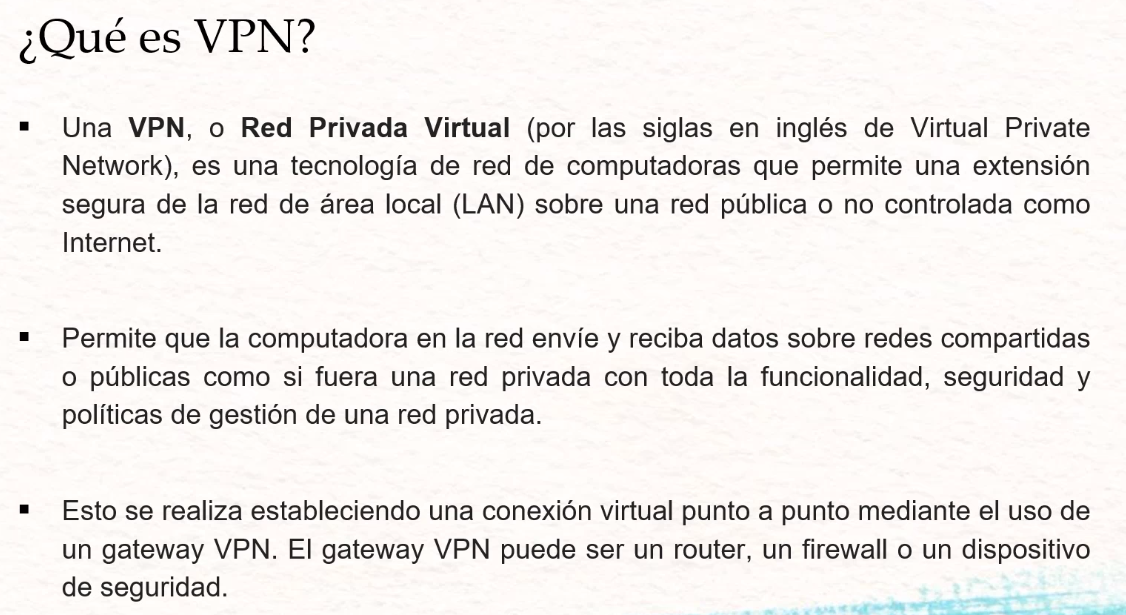 ¿Qué es VPN?
▪ Una VPN, o Red Privada Virtual (por las siglas en inglés de Virtual Private
Network), es una tecnología de red de computadoras que permite una extensión
segura de la red de área local (LAN) sobre una red pública o no controlada como
Internet.
▪ Permite que la computadora en la red envíe y reciba datos sobre redes compartidas
o públicas como si fuera una red privada con toda la funcionalidad, seguridad y
políticas de gestión de una red privada.
▪ Esto se realiza estableciendo una conexión virtual punto a punto mediante el uso de
un gateway VPN. El gateway VPN puede ser un router, un firewall o un dispositivo
de seguridad.